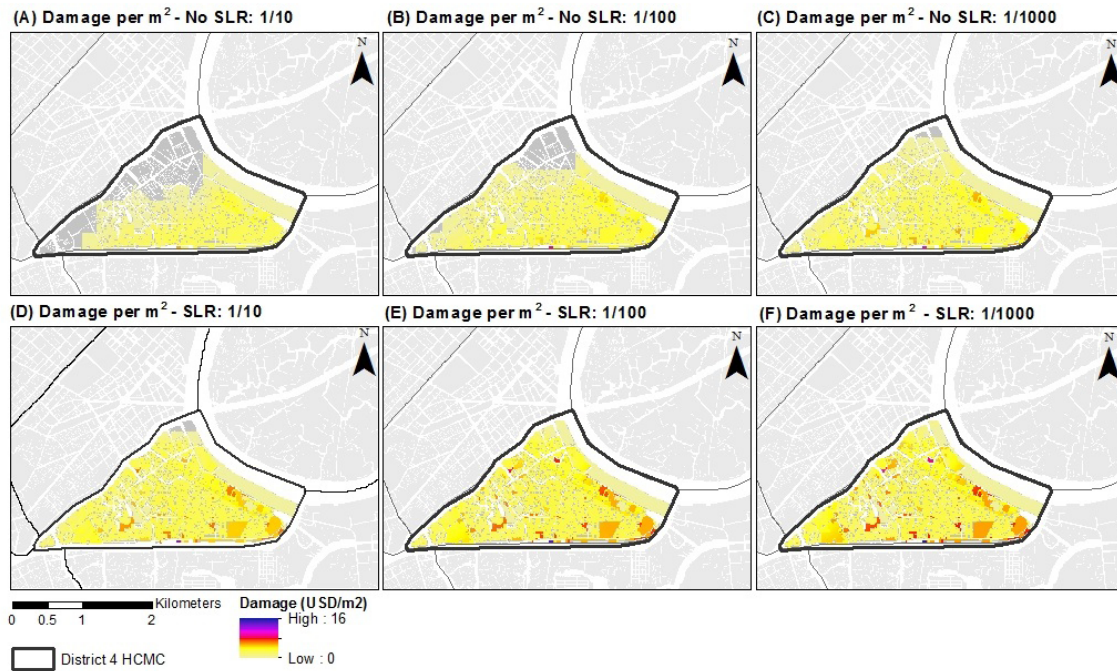 (A) Damage per m² - No SLR: 1/10
(B) Damage per m² - No SLR: 1/100
(C) Damage per m² - No SLR: 1/1000
N
N
N
(D) Damage per m² - SLR: 1/10
(E) Damage per m² - SLR: 1/100
(F) Damage per m² - SLR: 1/1000
N
N
N
Kilometers
0 0.5 1 2
District 4 HCMC
Damage (USD/m2)
High : 16
Low : 0